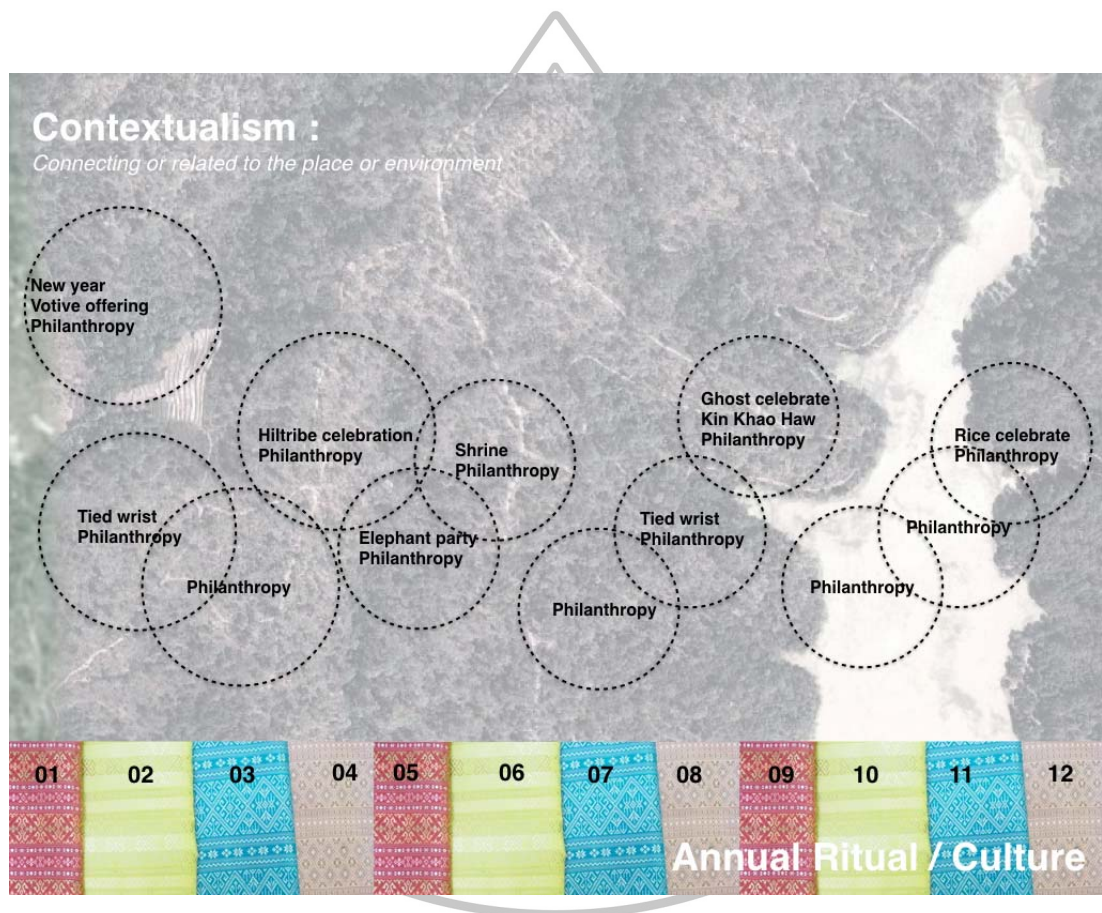 Contextualism :
Connecting or related to the place or environment
New year
Votive offering
Philanthropy
Tied wrist
Philanthropy
Philanthropy
Hiltribe celebration
Philanthropy
Shrine
Philanthropy
Elephant party
Philanthropy
Philanthropy
Tied wrist
Philanthropy
Ghost celebrate
Kin Khao Haw
Philanthropy
Philanthropy
Philanthropy
Rice celebrate
Philanthropy
01 02 03 04 05 06 07 08 09 10 11 12
Annual Ritual / Culture